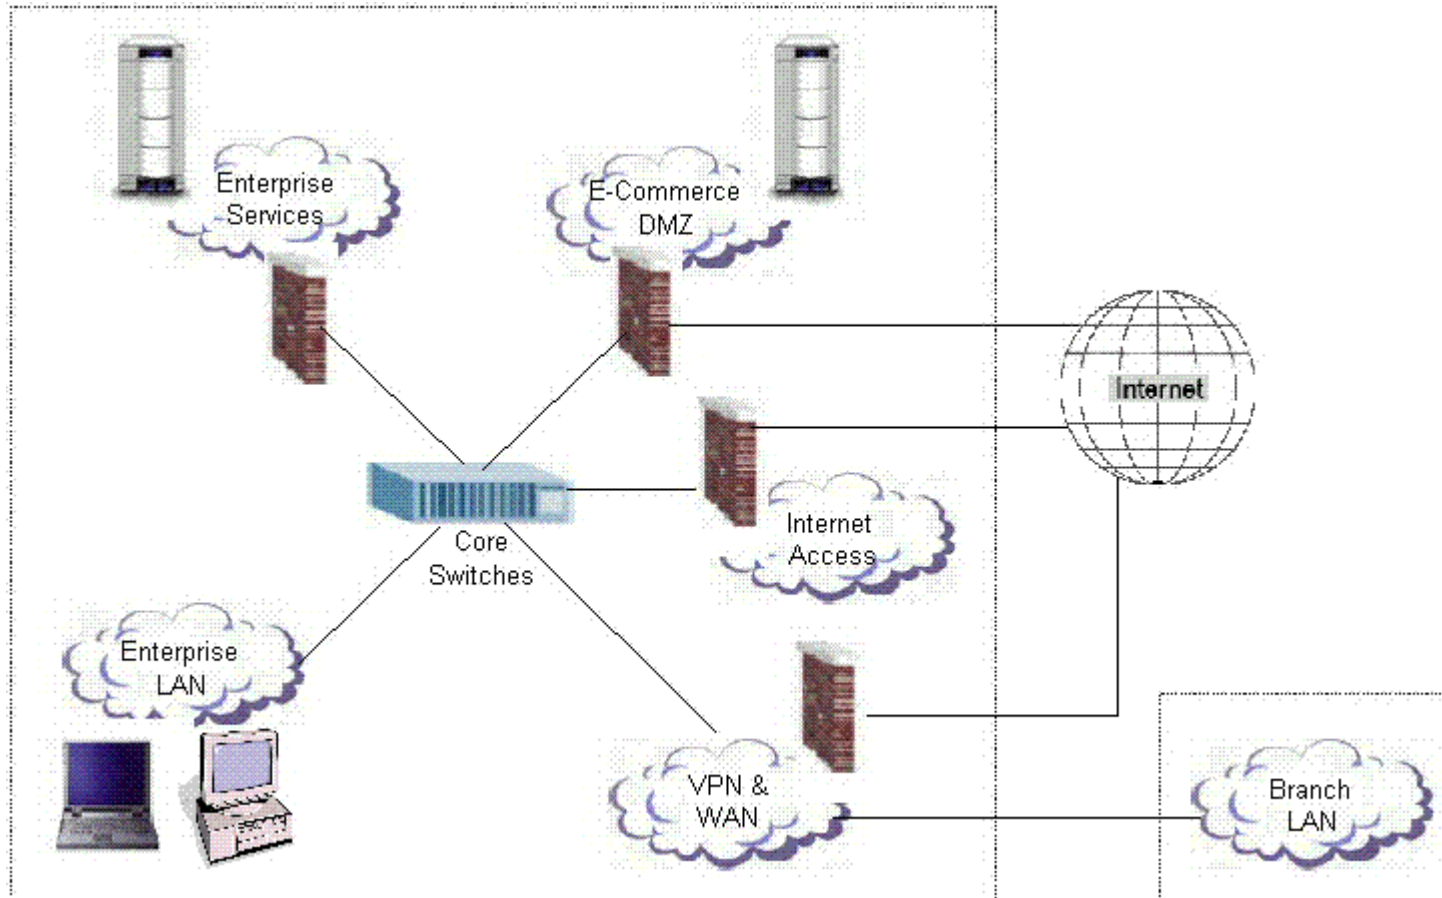 Enterprise
Services
E-Commerce
DMZ
Internet
Internet
Access
Core
Switches
Enterprise
LAN
VPN &
WAN
Branch
LAN